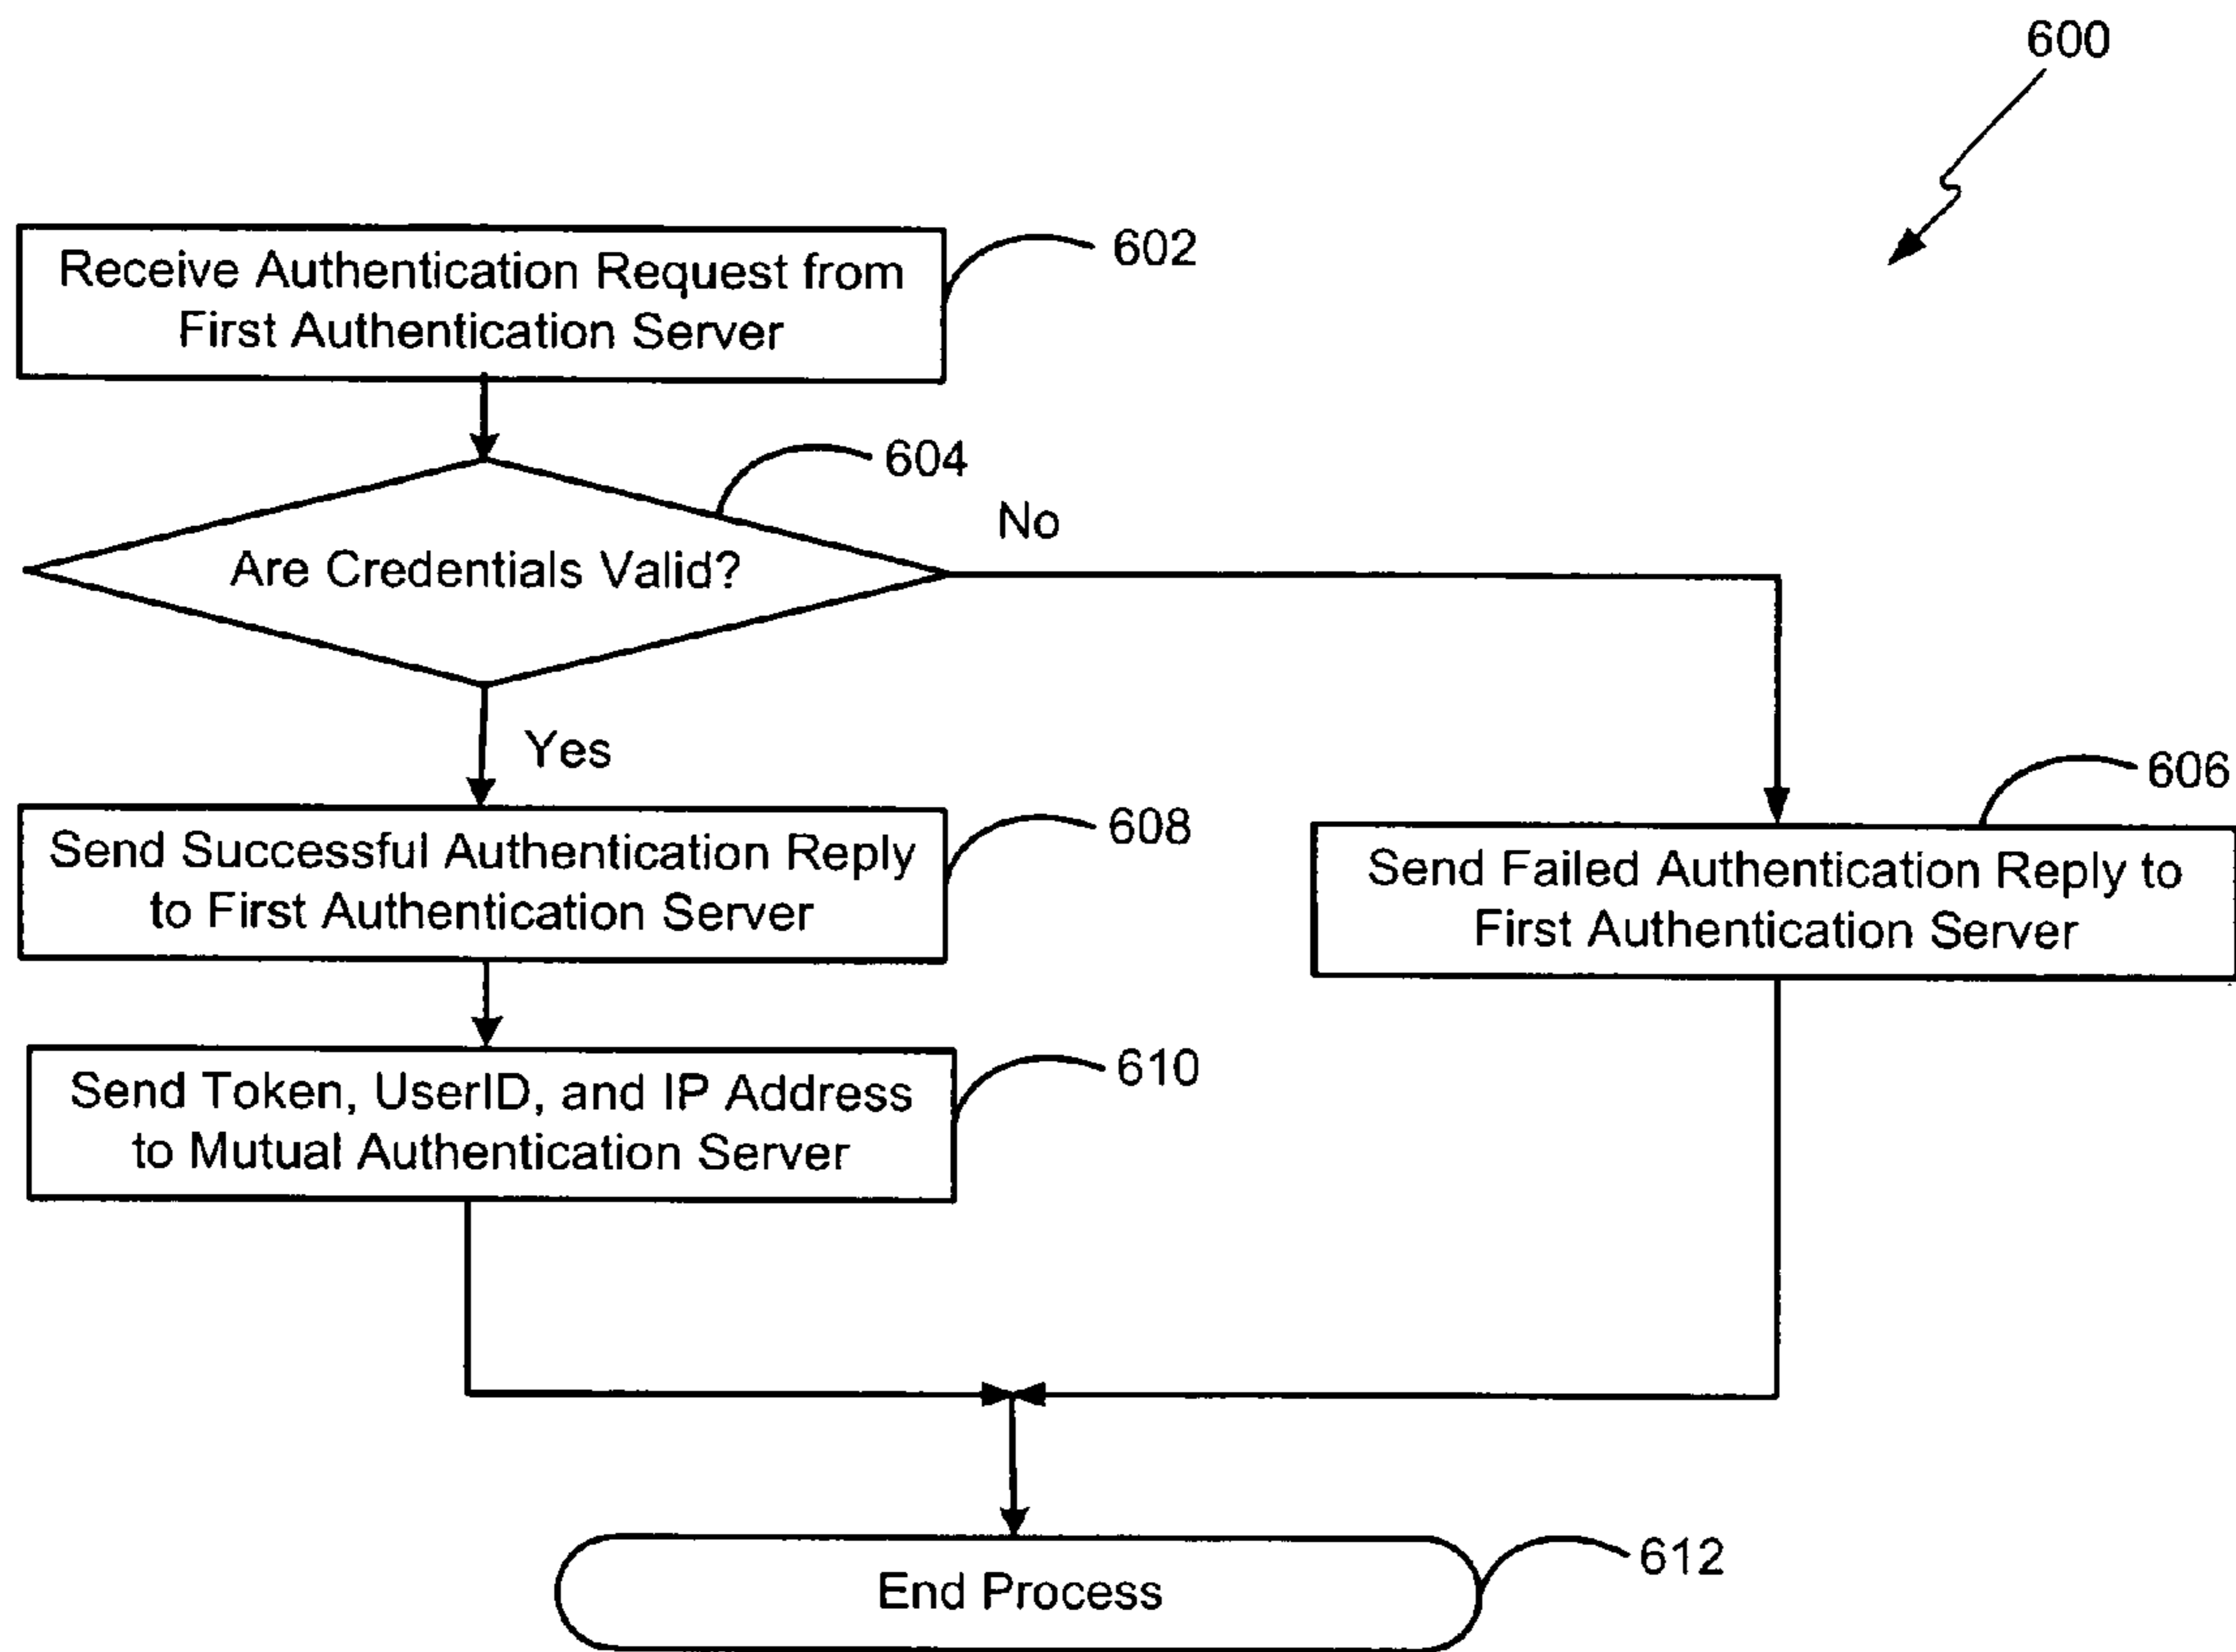 600
Receive Authentication Request from
First Authentication Server
602
604
Are Credentials Valid?
No
Yes
606
Send Successful Authentication Reply
to First Authentication Server
608
Send Failed Authentication Reply to
First Authentication Server
Send Token, UserID, and IP Address
to Mutual Authentication Server
610
End Process
612